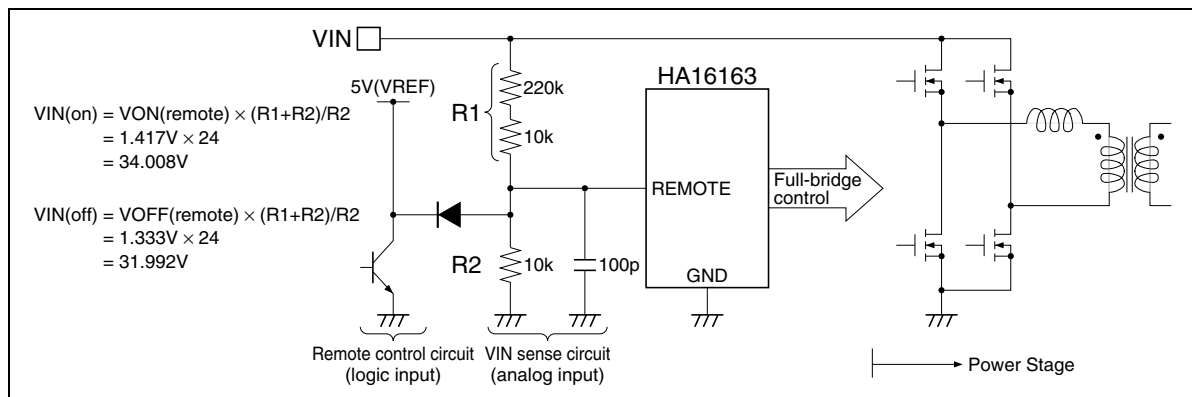 VIN
HA16163
5V(VREF)
220k
R1
VIN(on) = VON(remote) × (R1+R2)/R2
= 1.417V × 24
= 34.008V
10k
REMOTE
Full-bridge
control
VIN(off) = VOFF(remote) × (R1+R2)/R2
= 1.333V × 24
= 31.992V
R2
10k
100p
GND
Remote control circuit
(logic input)
VIN sense circuit
(analog input)
Power Stage